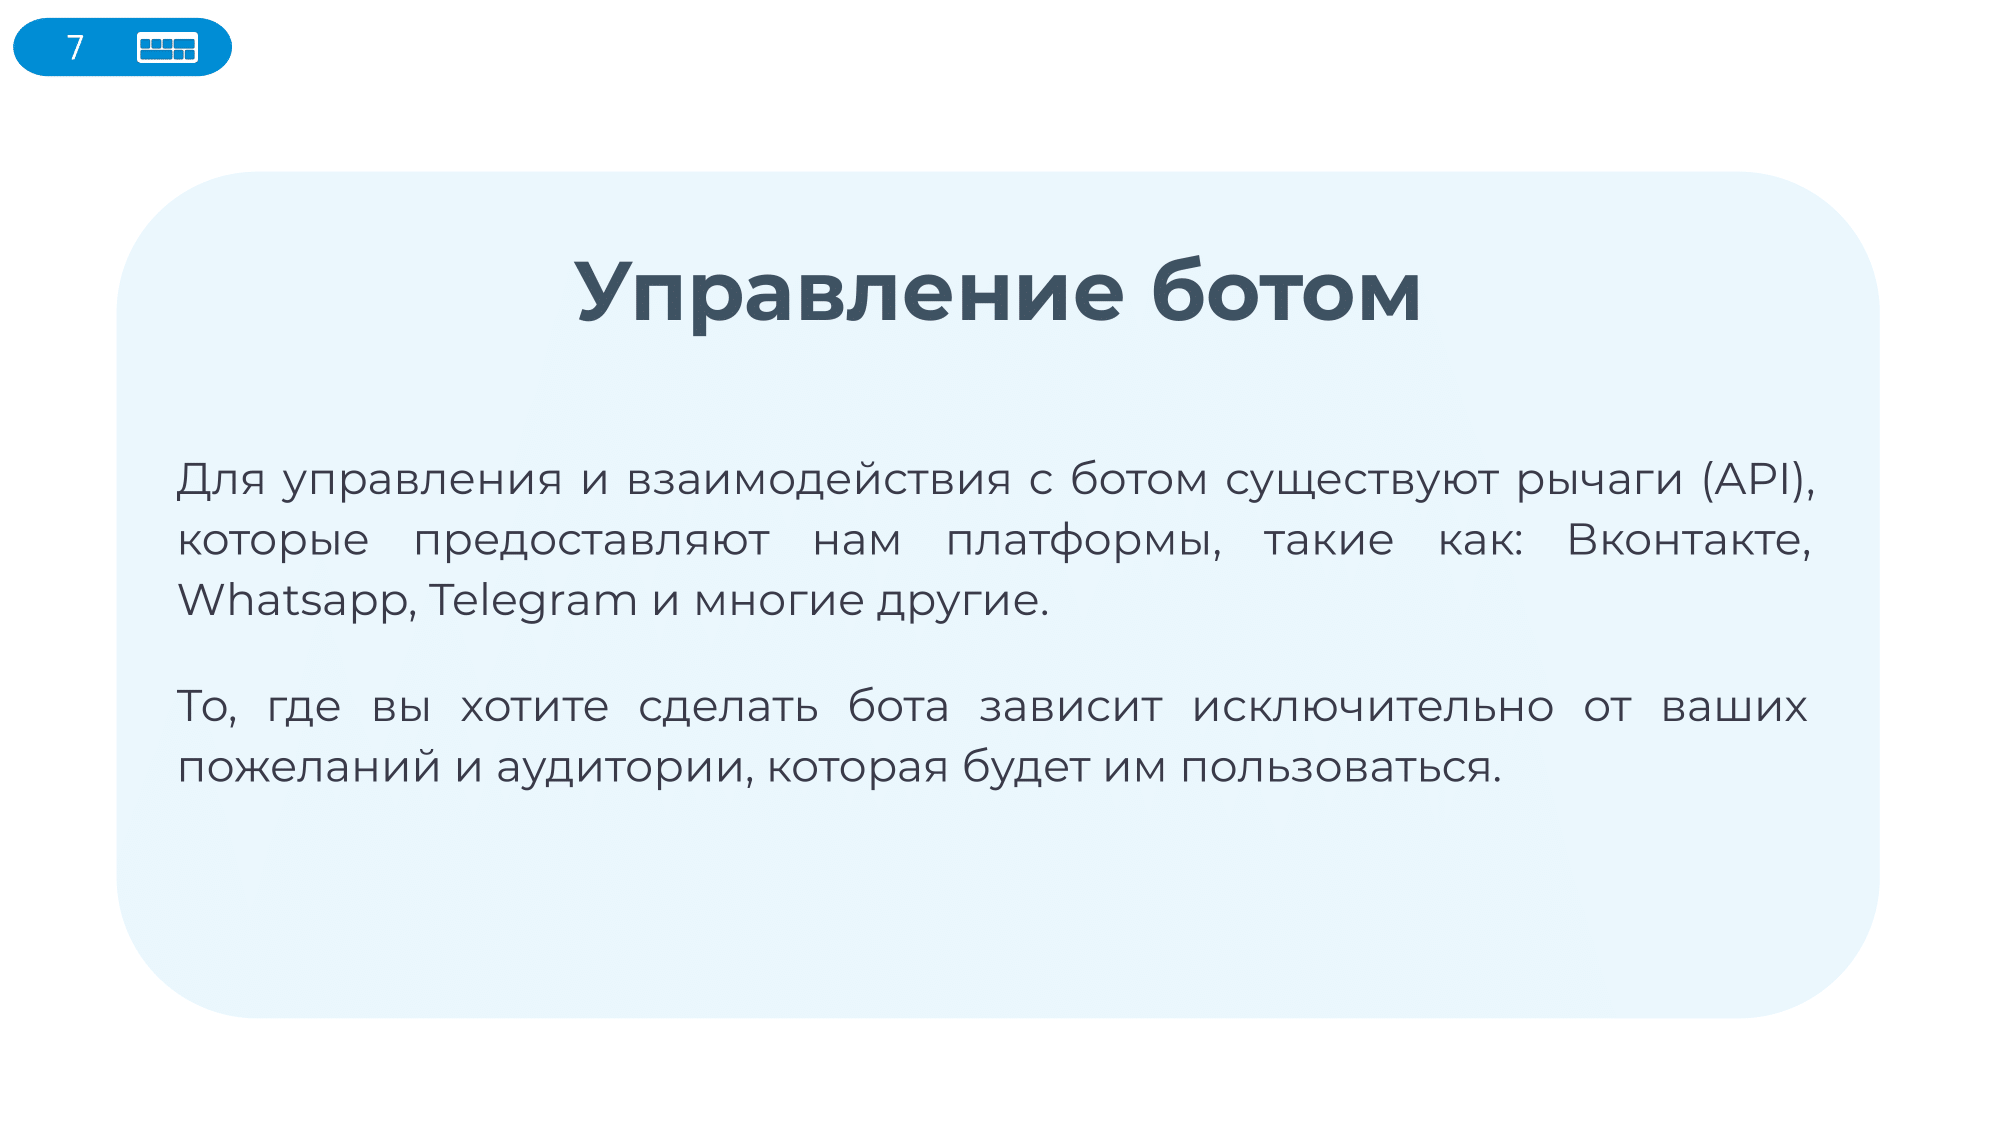 7
Управление ботом
Для управления и взаимодействия с ботом существуют рычаги (API),
которые предоставляют нам платформы, такие как: Вконтакте,
Whatsapp, Telegram и многие другие.
То, где вы хотите сделать бота зависит исключительно от ваших
пожеланий и аудитории, которая будет им пользоваться.